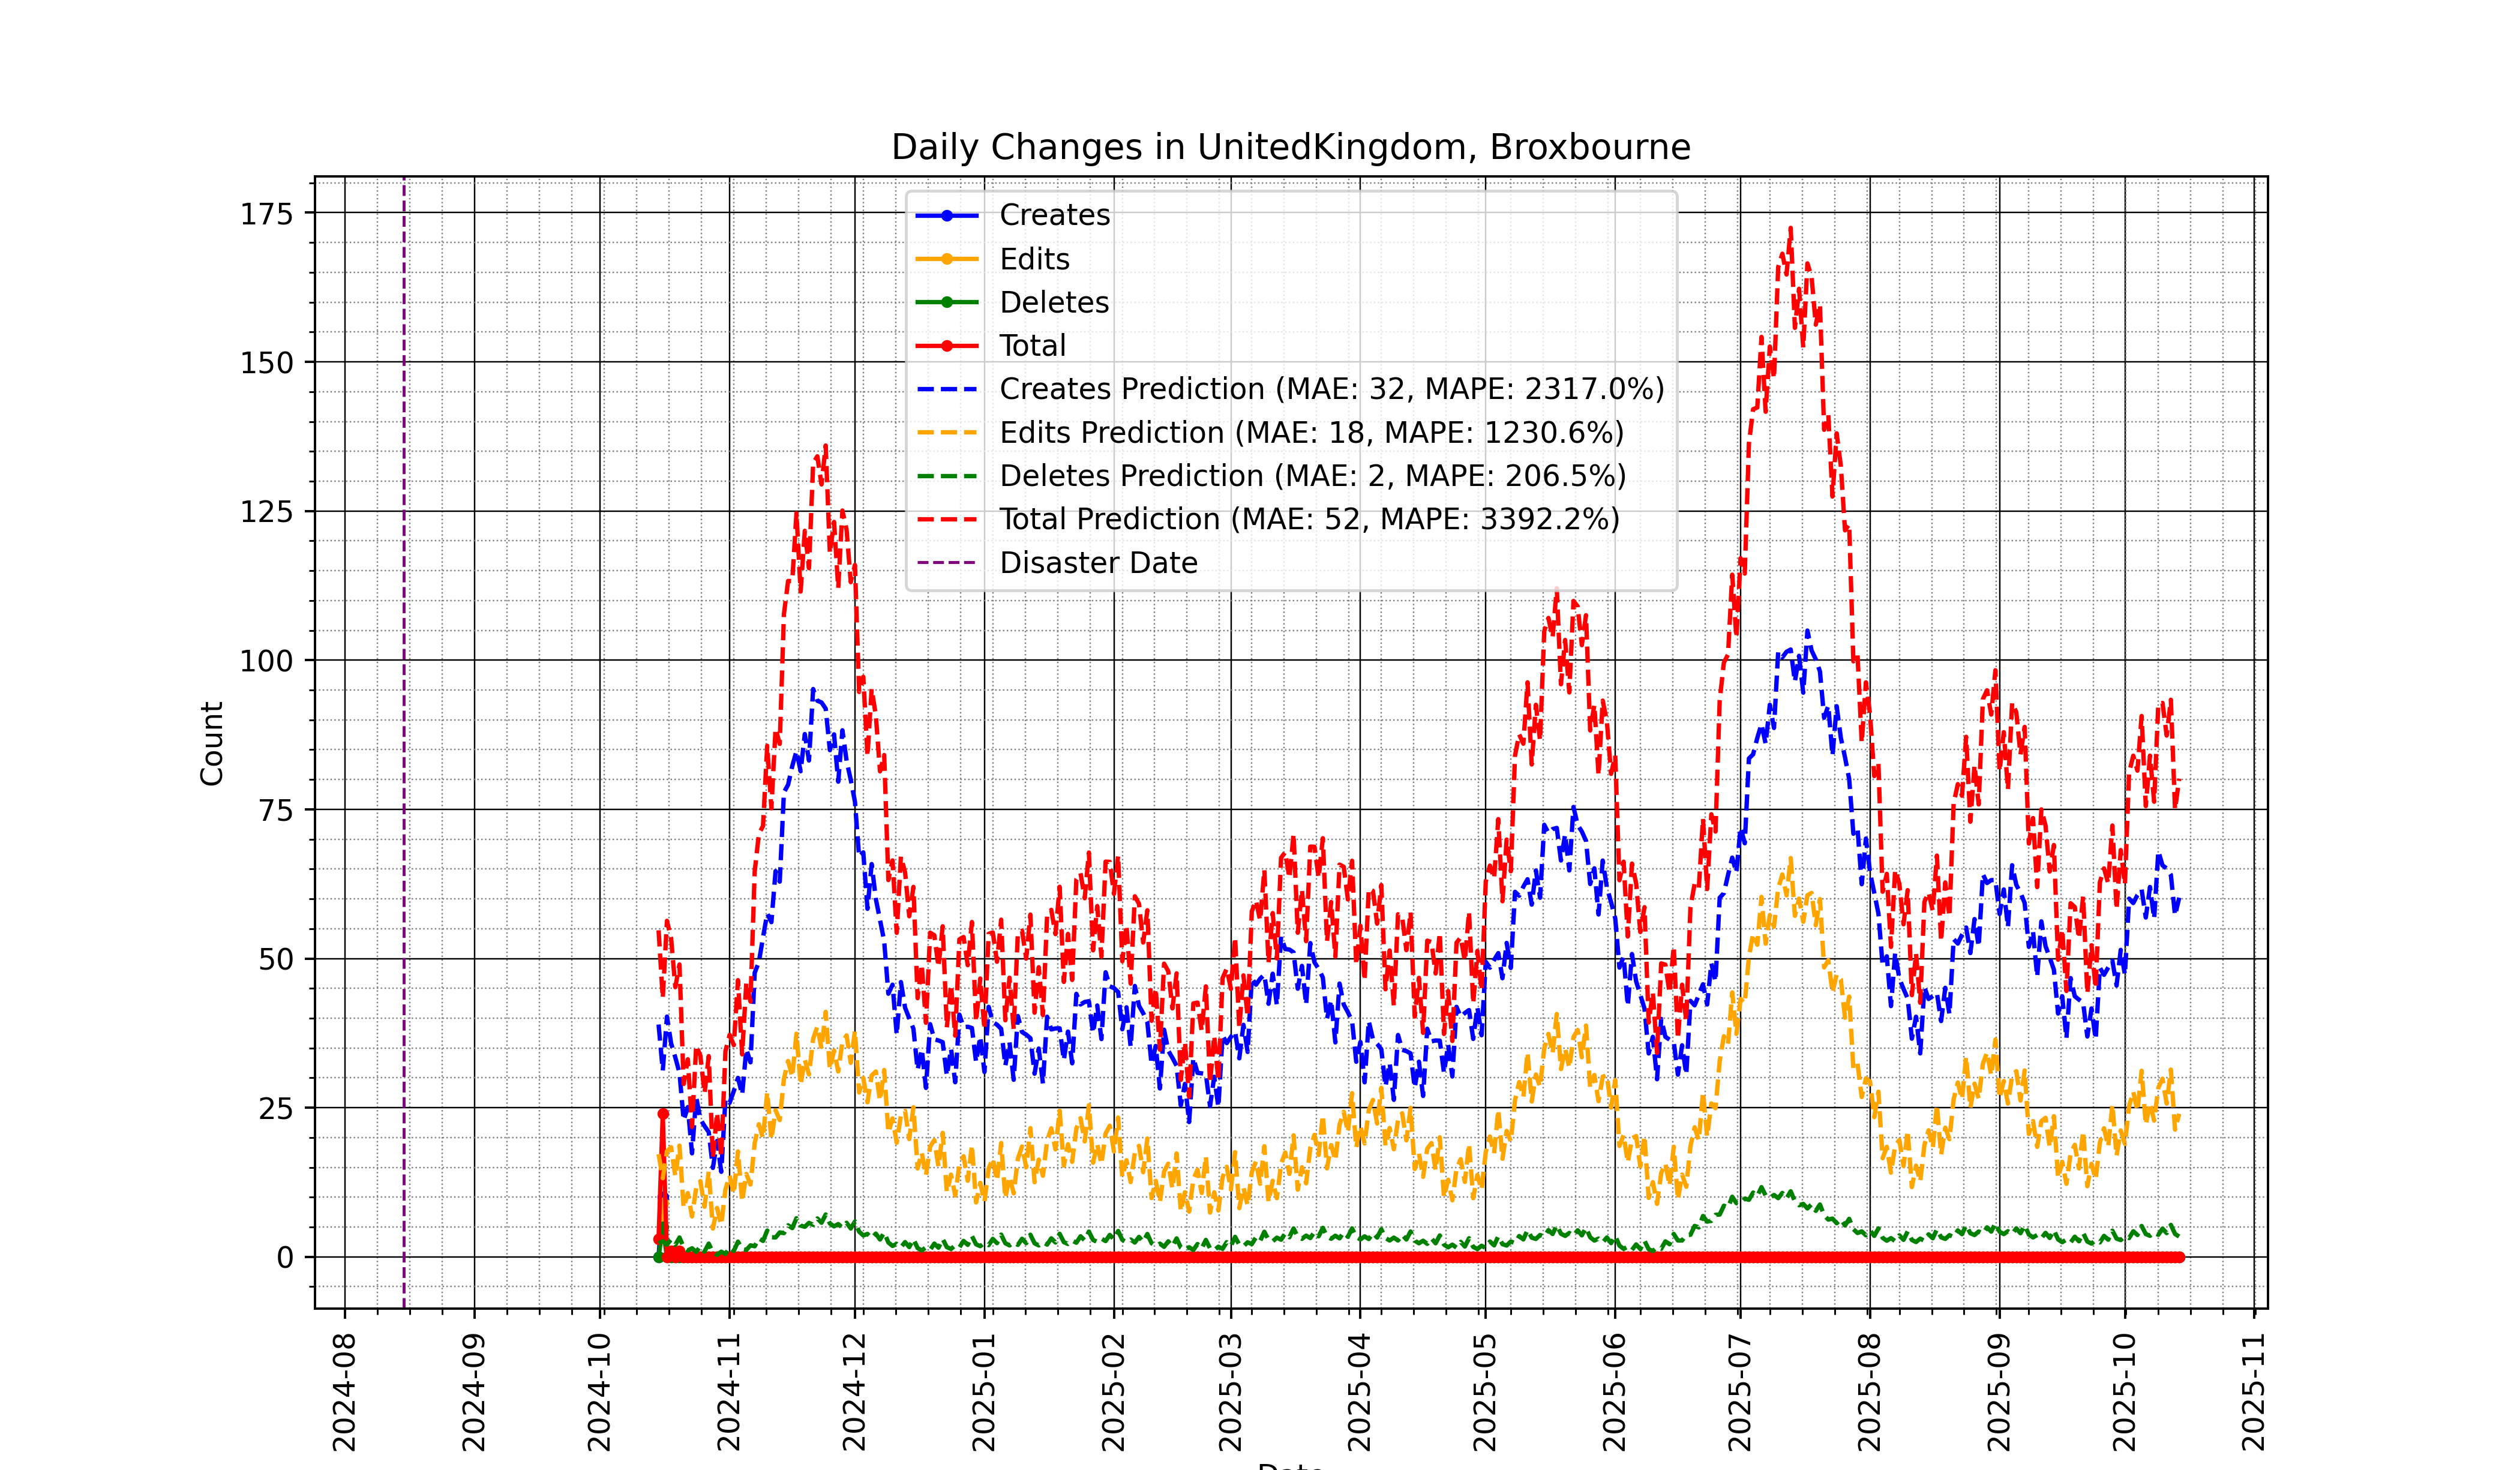 Daily Changes in UnitedKingdom, Broxbourne
Creates
Edits
Deletes
Total
Creates Prediction (MAE: 32, MAPE: 2317.0%)
Edits Prediction (MAE: 18, MAPE: 1230.6%)
Deletes Prediction (MAE: 2, MAPE: 206.5%)
Total Prediction (MAE: 52, MAPE: 3392.2%)
Disaster Date
Count
175
150
125
100
75
50
25
0
2024-08
2024-09
2024-10
2024-11
2024-12
2025-01
2025-02
2025-03
2025-04
2025-05
2025-06
2025-07
2025-08
2025-09
2025-10
2025-11
Date